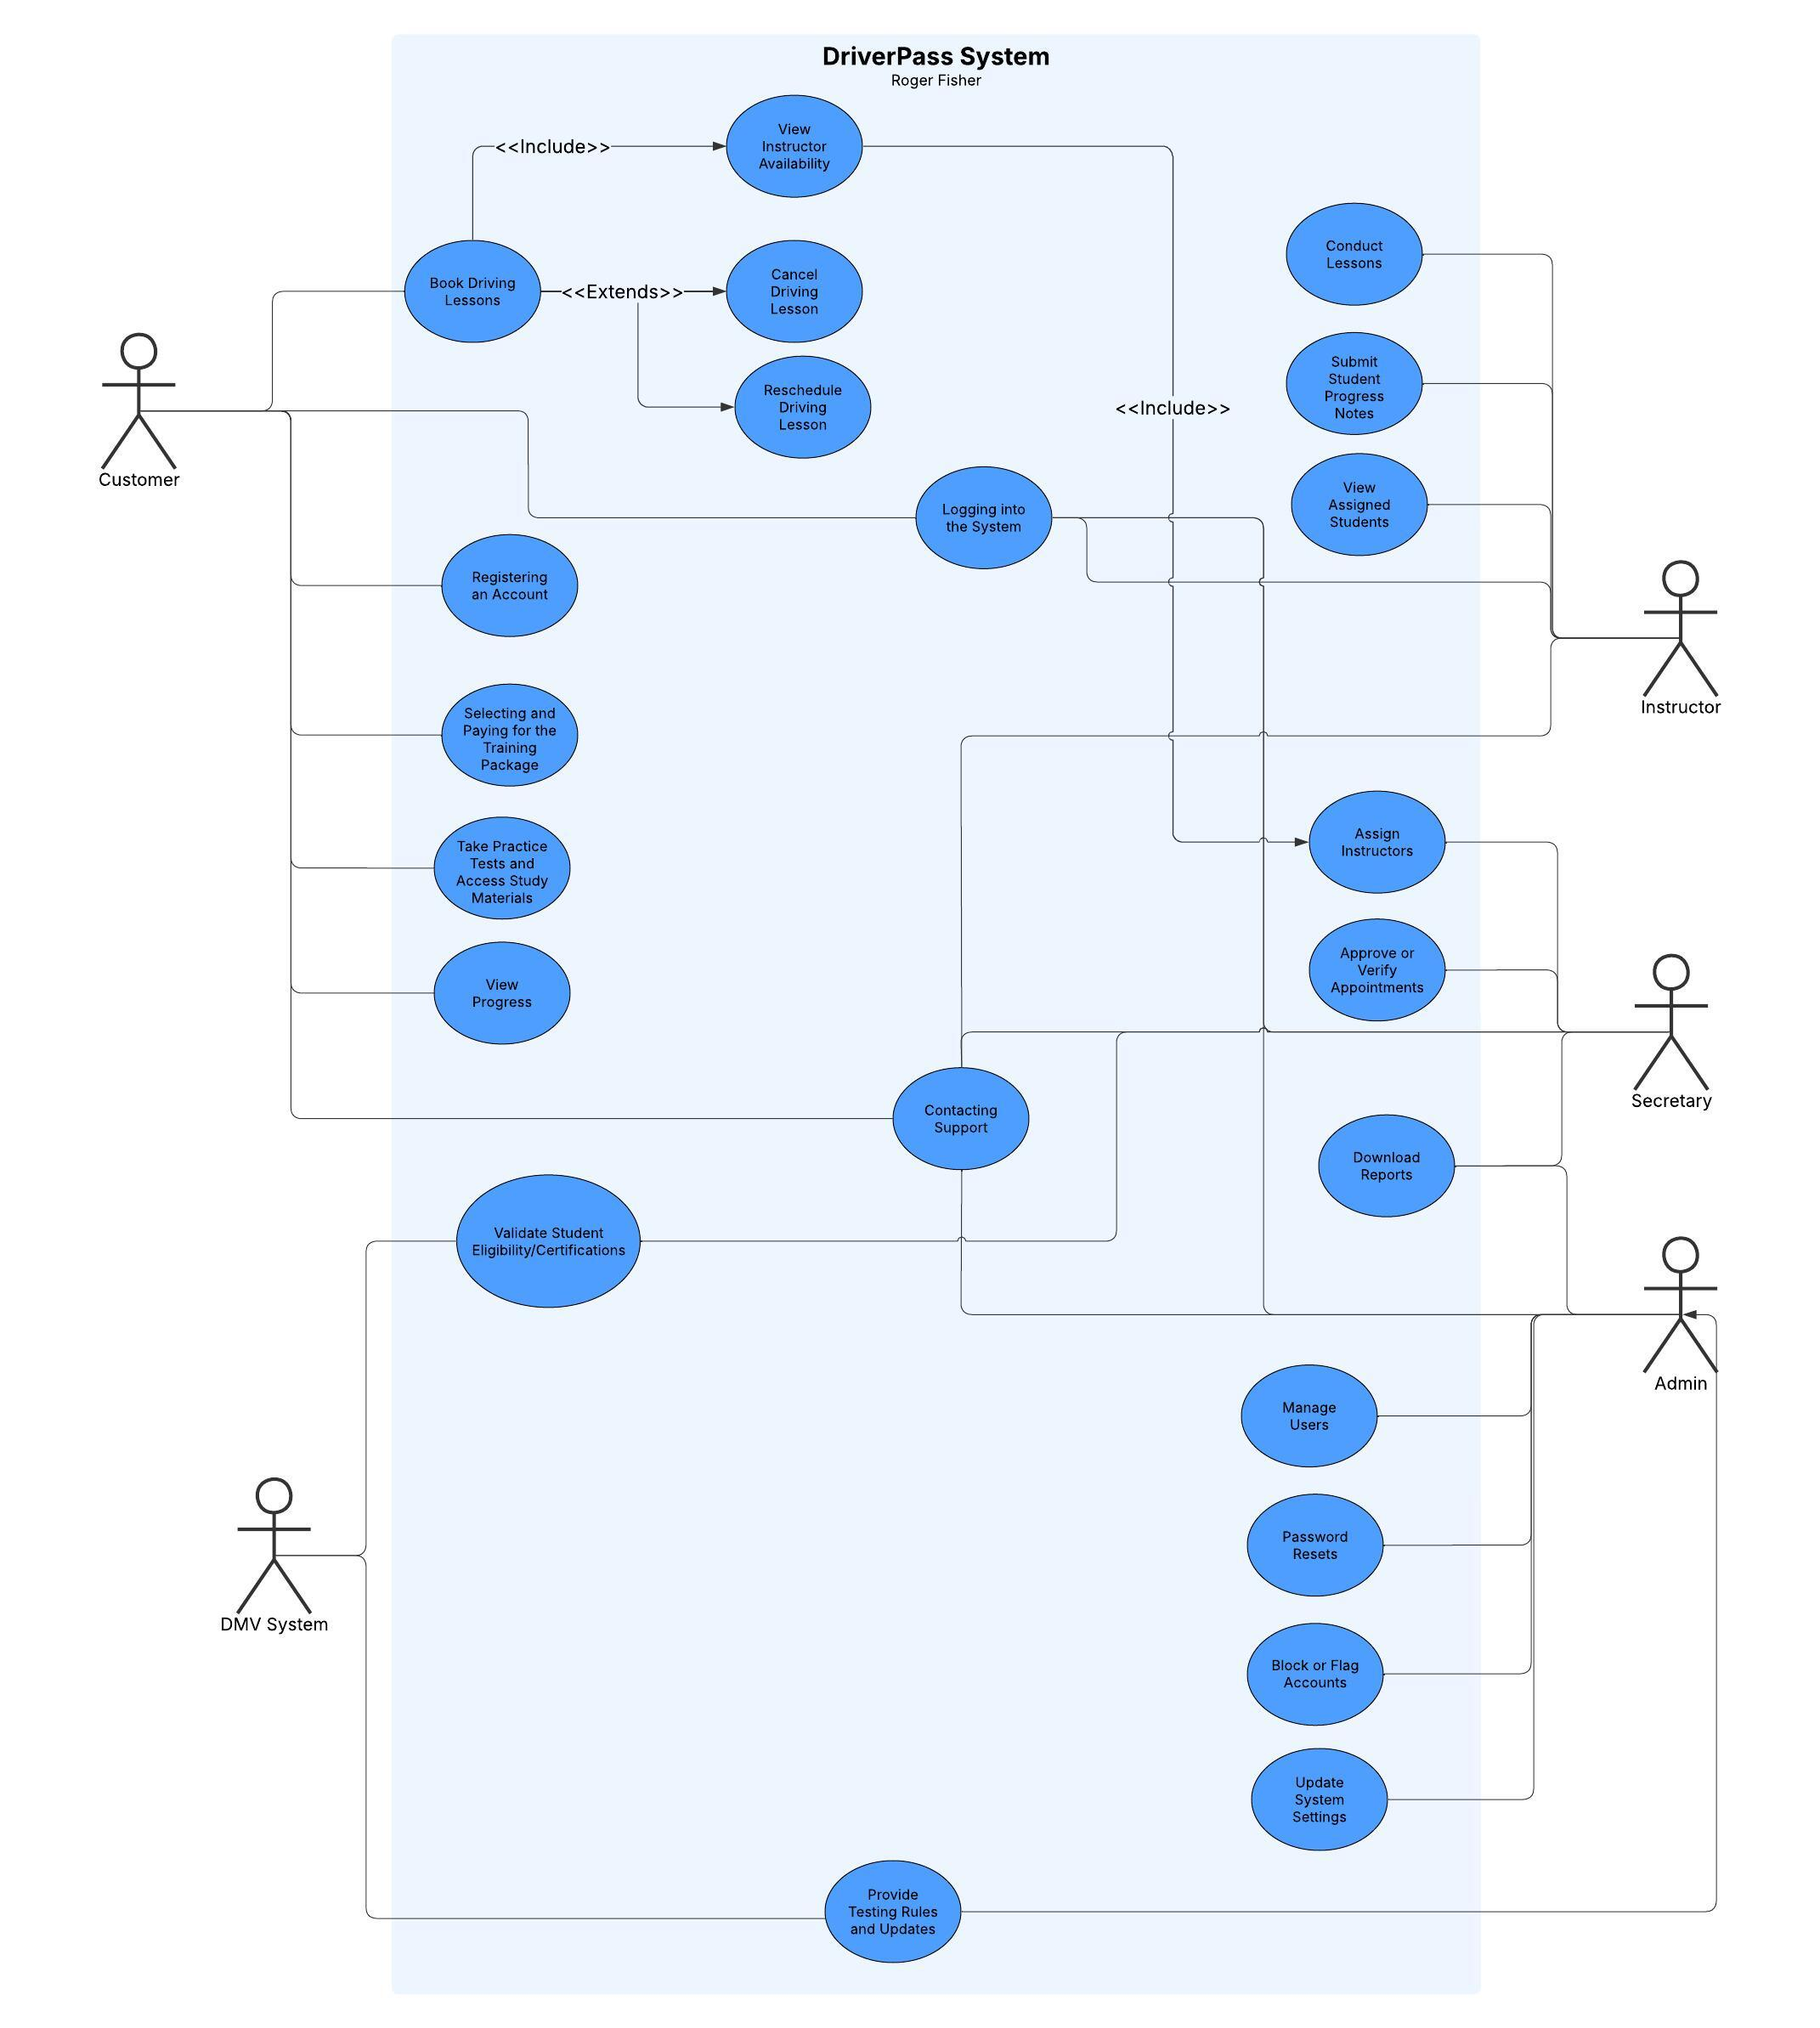 DriverPass System
Roger Fisher
View
Instructor
Availability
<<Include>>
Conduct
Lessons
Book Driving
Lessons
<<Extends>>
Cancel
Driving
Lesson
Submit
Student
Progress
Notes
Reschedule
Driving
Lesson
<<Include>>
Customer
Logging into
the System
View
Assigned
Students
Registering
an Account
Instructor
Selecting and
Paying for the
Training
Package
Assign
Instructors
Take Practice
Tests and
Access Study
Materials
Approve or
Verify
Appointments
View
Progress
Secretary
Contacting
Support
Download
Reports
Validate Student
Eligibility/Certifications
Admin
Manage
Users
Password
Resets
DMV System
Block or Flag
Accounts
Update
System
Settings
Provide
Testing Rules
and Updates